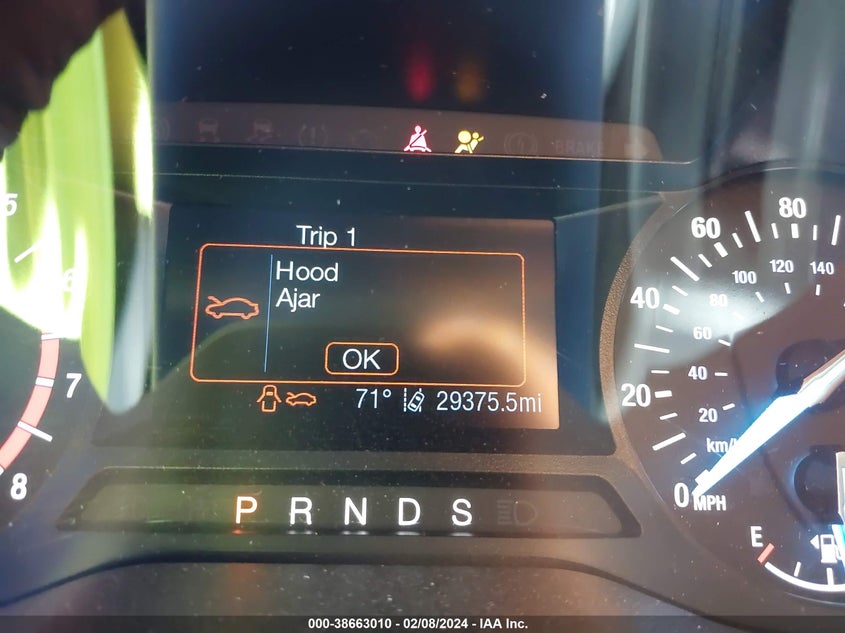 BRAKE
Trip 1
Hood
Ajar
OK
71° 29375.5mi
P R N D S
5
6
7
8
0 20 40 60 80
20 40 60 80 100 120 140
km/
MPH
E
000-38663010 - 02/08/2024 - IAA Inc.